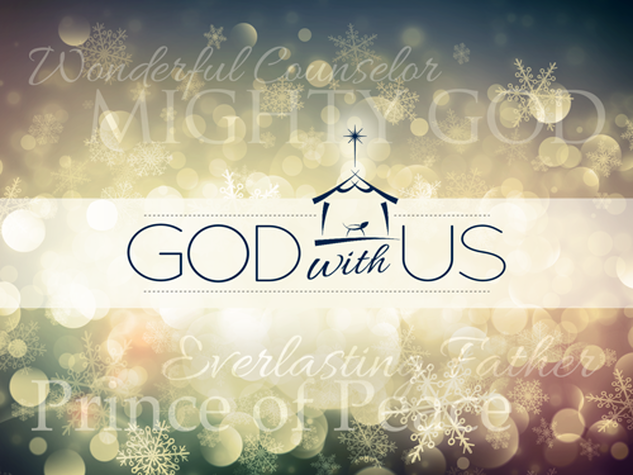 Wonderful Counselor
MIGHTY GOD
GOD with US
Everlasting Father
Prince of Peace